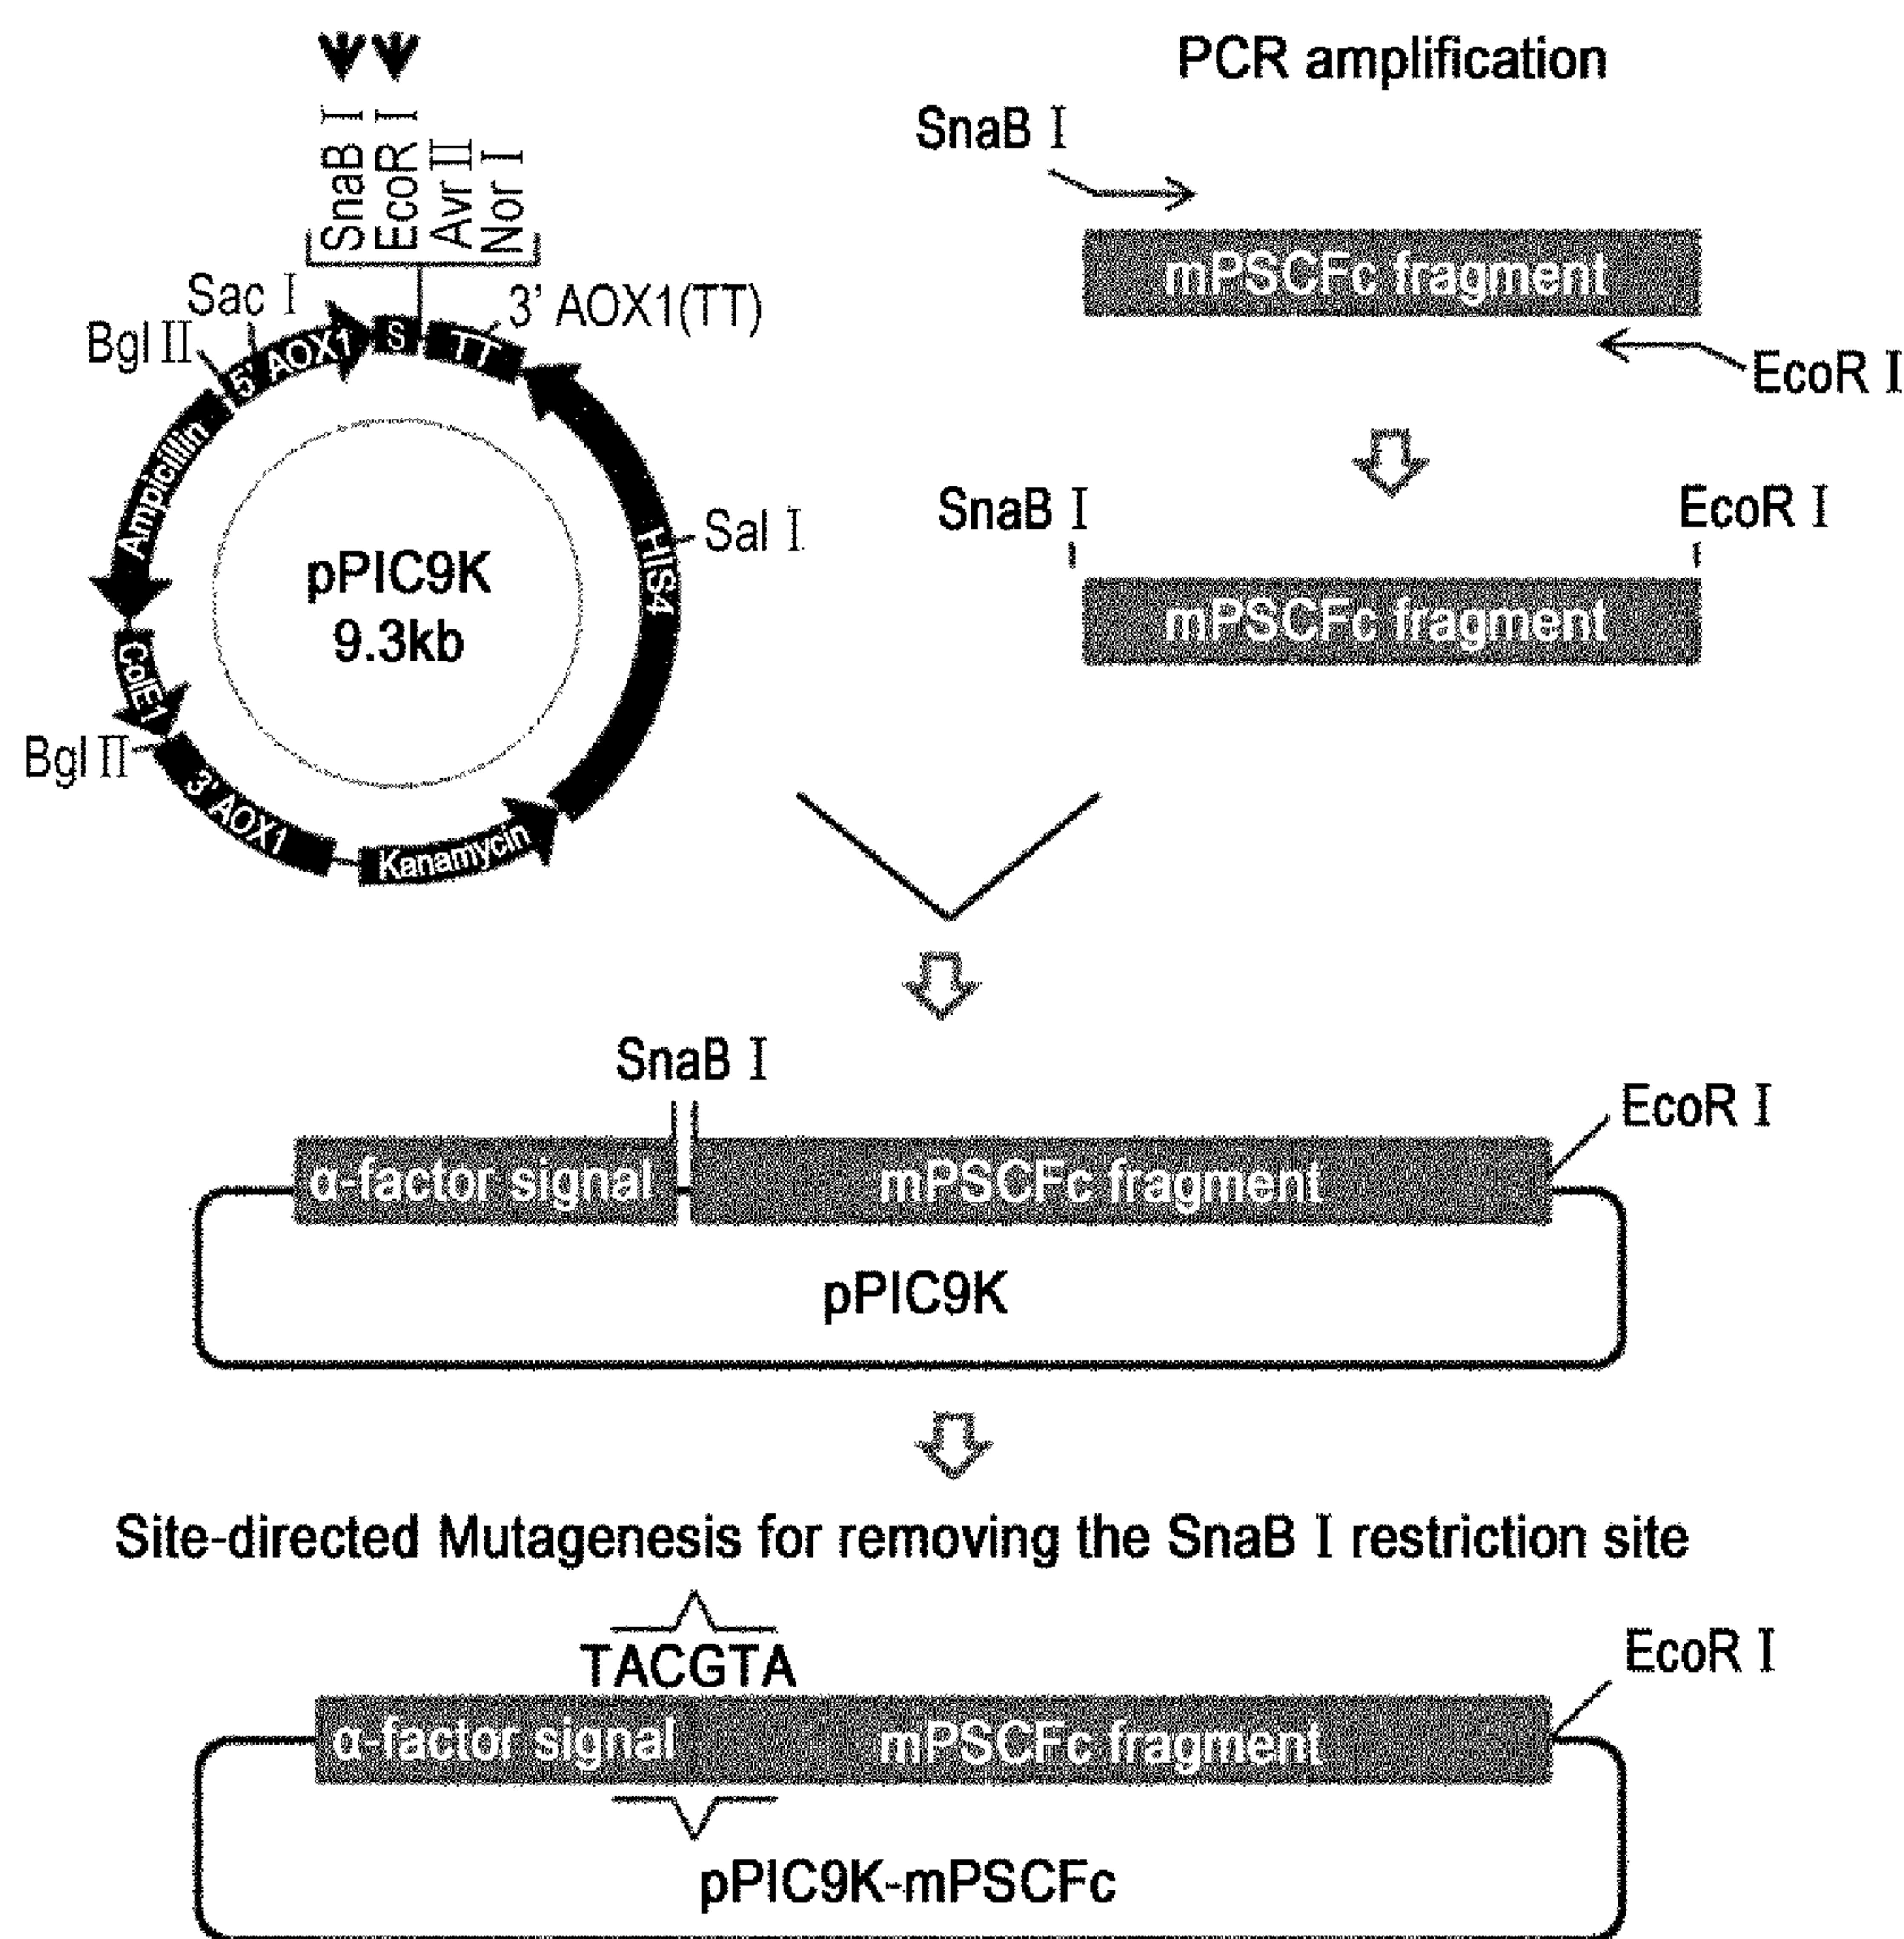 PCR amplification
SnaB I
EcoR I
Avr II
Nor I
Sac I
Bgl II
3' AOX1(TT)
5' AOX1
S
TT
Ampicillin
HIS4
Sal I
pPIC9K
9.3kb
ColE1
Bgl II
3' AOX1
Kanamycin
SnaB I
mPSCFc fragment
EcoR I
SnaB I
EcoR I
mPSCFc fragment
SnaB I
EcoR I
α-factor signal
mPSCFc fragment
pPIC9K
Site-directed Mutagenesis for removing the SnaB I restriction site
TACGTA
EcoR I
α-factor signal
mPSCFc fragment
pPIC9K-mPSCFc